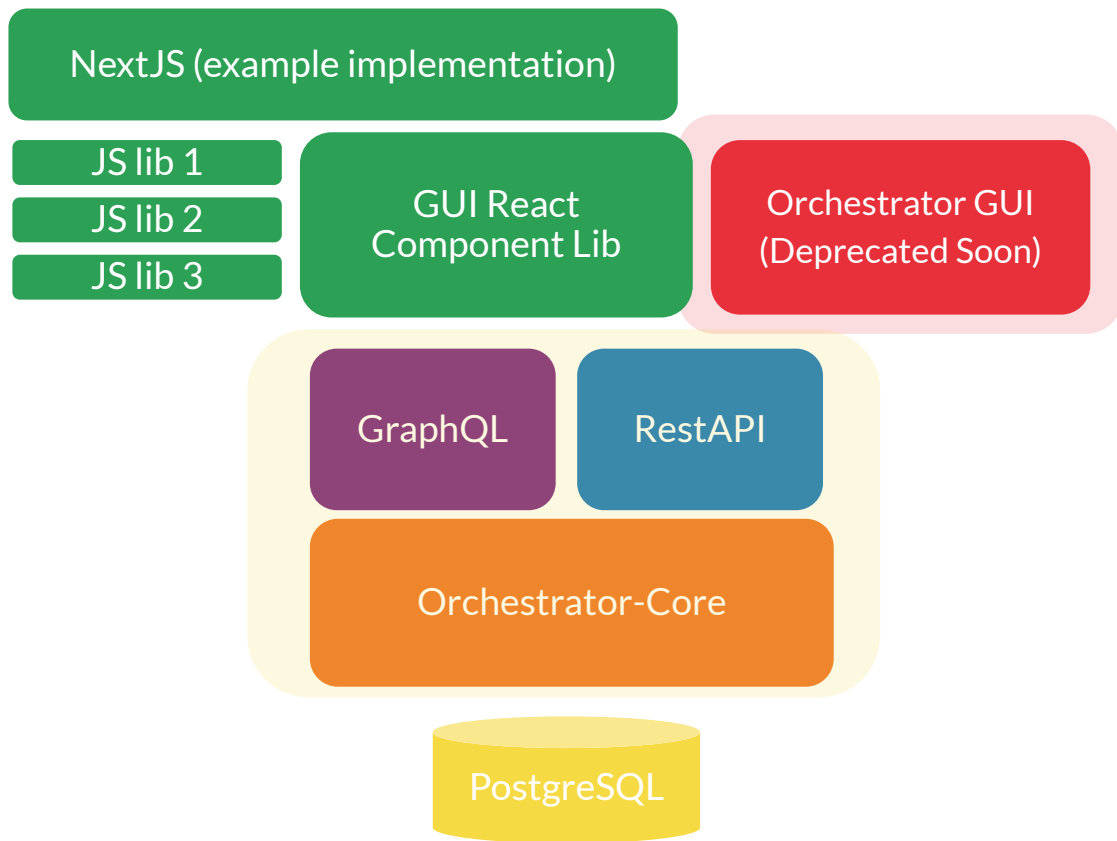 NextJS (example implementation)
JS lib 1
JS lib 2
JS lib 3
GUI React
Component Lib
Orchestrator GUI
(Deprecated Soon)
GraphQL
RestAPI
Orchestrator-Core
PostgreSQL